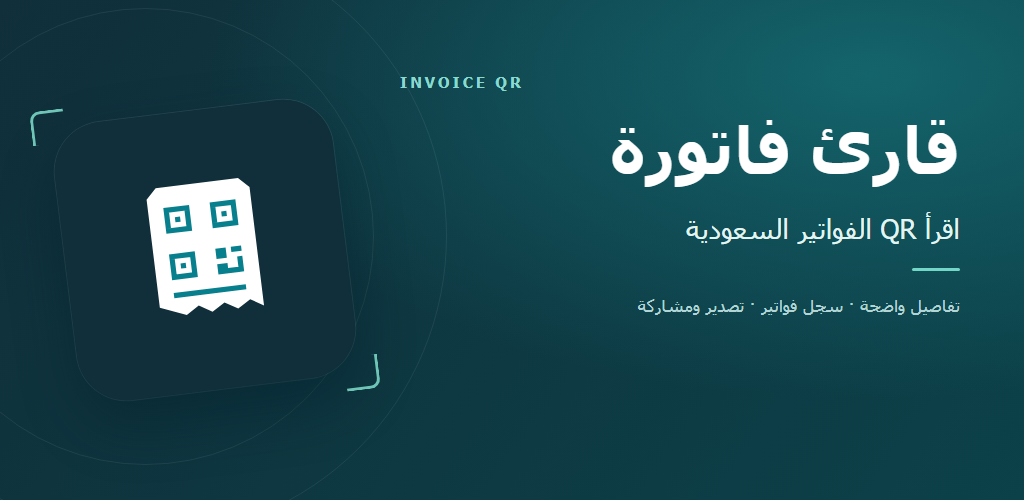 INVOICE QR
قارئ فاتورة
اقرأ QR الفواتير السعودية
تفاصيل واضحة · سجل فواتير · تصدير ومشاركة